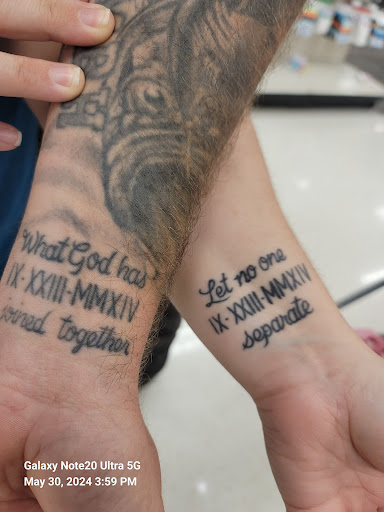 What God has
IX·XXIII·MMXIV
joined together
Let no one
IX·XXIII·MMXIV
separate
Galaxy Note20 Ultra 5G
May 30, 2024 3:59 PM